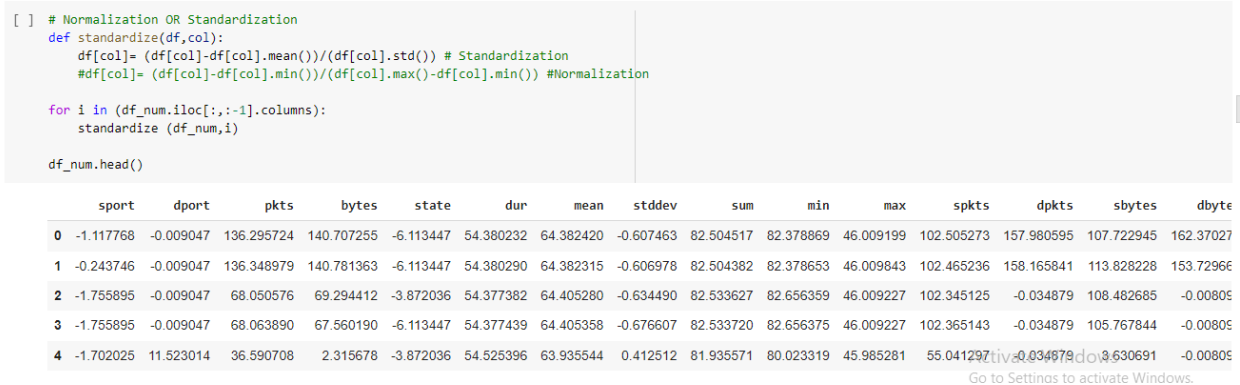 [ ] # Normalization OR Standardization
def standardize(df,col):
df[col]= (df[col]-df[col].mean())/(df[col].std()) # Standardization
#df[col]= (df[col]-df[col].min())/(df[col].max()-df[col].min()) #Normalization
for i in (df_num.iloc[:,:-1].columns):
standardize (df_num,i)
df_num.head()
sport dport pkts bytes state dur mean stddev sum min max spkts dpkts sbytes dbyte
0 -1.117768 -0.009047 136.295724 140.707255 -6.113447 54.380232 64.382420 -0.607463 82.504517 82.378869 46.009199 102.505273 157.980595 107.722945 162.37027
1 -0.243746 -0.009047 136.348979 140.781363 -6.113447 54.380290 64.382315 -0.606978 82.504382 82.378653 46.009843 102.465236 158.165841 113.828228 153.72966
2 -1.755895 -0.009047 68.050576 69.294412 -3.872036 54.377382 64.405280 -0.634490 82.533627 82.656359 46.009227 102.345125 -0.034879 108.482685 -0.00809
3 -1.755895 -0.009047 68.063890 67.560190 -6.113447 54.377439 64.405358 -0.676607 82.533720 82.656375 46.009227 102.365143 -0.034879 105.767844 -0.00809
4 -1.702025 11.523014 36.590708 2.315678 -3.872036 54.525396 63.935544 0.412512 81.935571 80.023319 45.985281 55.041297 -0.034879 3.630691 -0.00809
Activate Windows
Go to Settings to activate Windows.